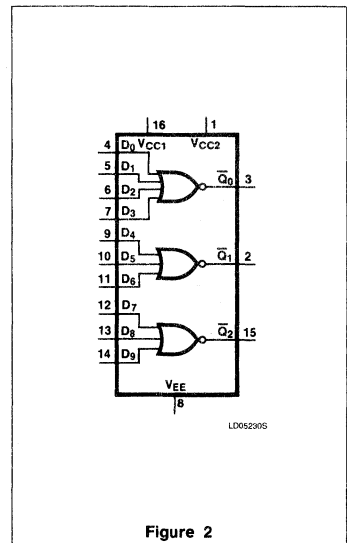 16 1
4 D0 VCC1 VCC2
5 D1
6 D2 Q̅0 3
7 D3
9 D4
10 D5 Q̅1 2
11 D6
12 D7
13 D8 Q̅2 15
14 D9
VEE
8
LD05230S
Figure 2